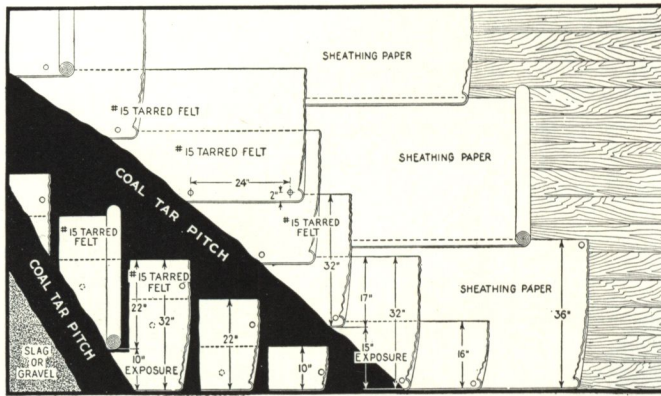 SHEATHING PAPER
#15 TARRED FELT
#15 TARRED FELT
SHEATHING PAPER
24"
2"
COAL TAR PITCH
#15 TARRED
FELT
#15 TARRED
FELT
32"
#15 TARRED
FELT
COAL TAR PITCH
22"
32"
22"
17"
32"
SHEATHING PAPER
36"
15"
EXPOSURE
16"
10"
EXPOSURE
10"
SLAG
OR
GRAVEL